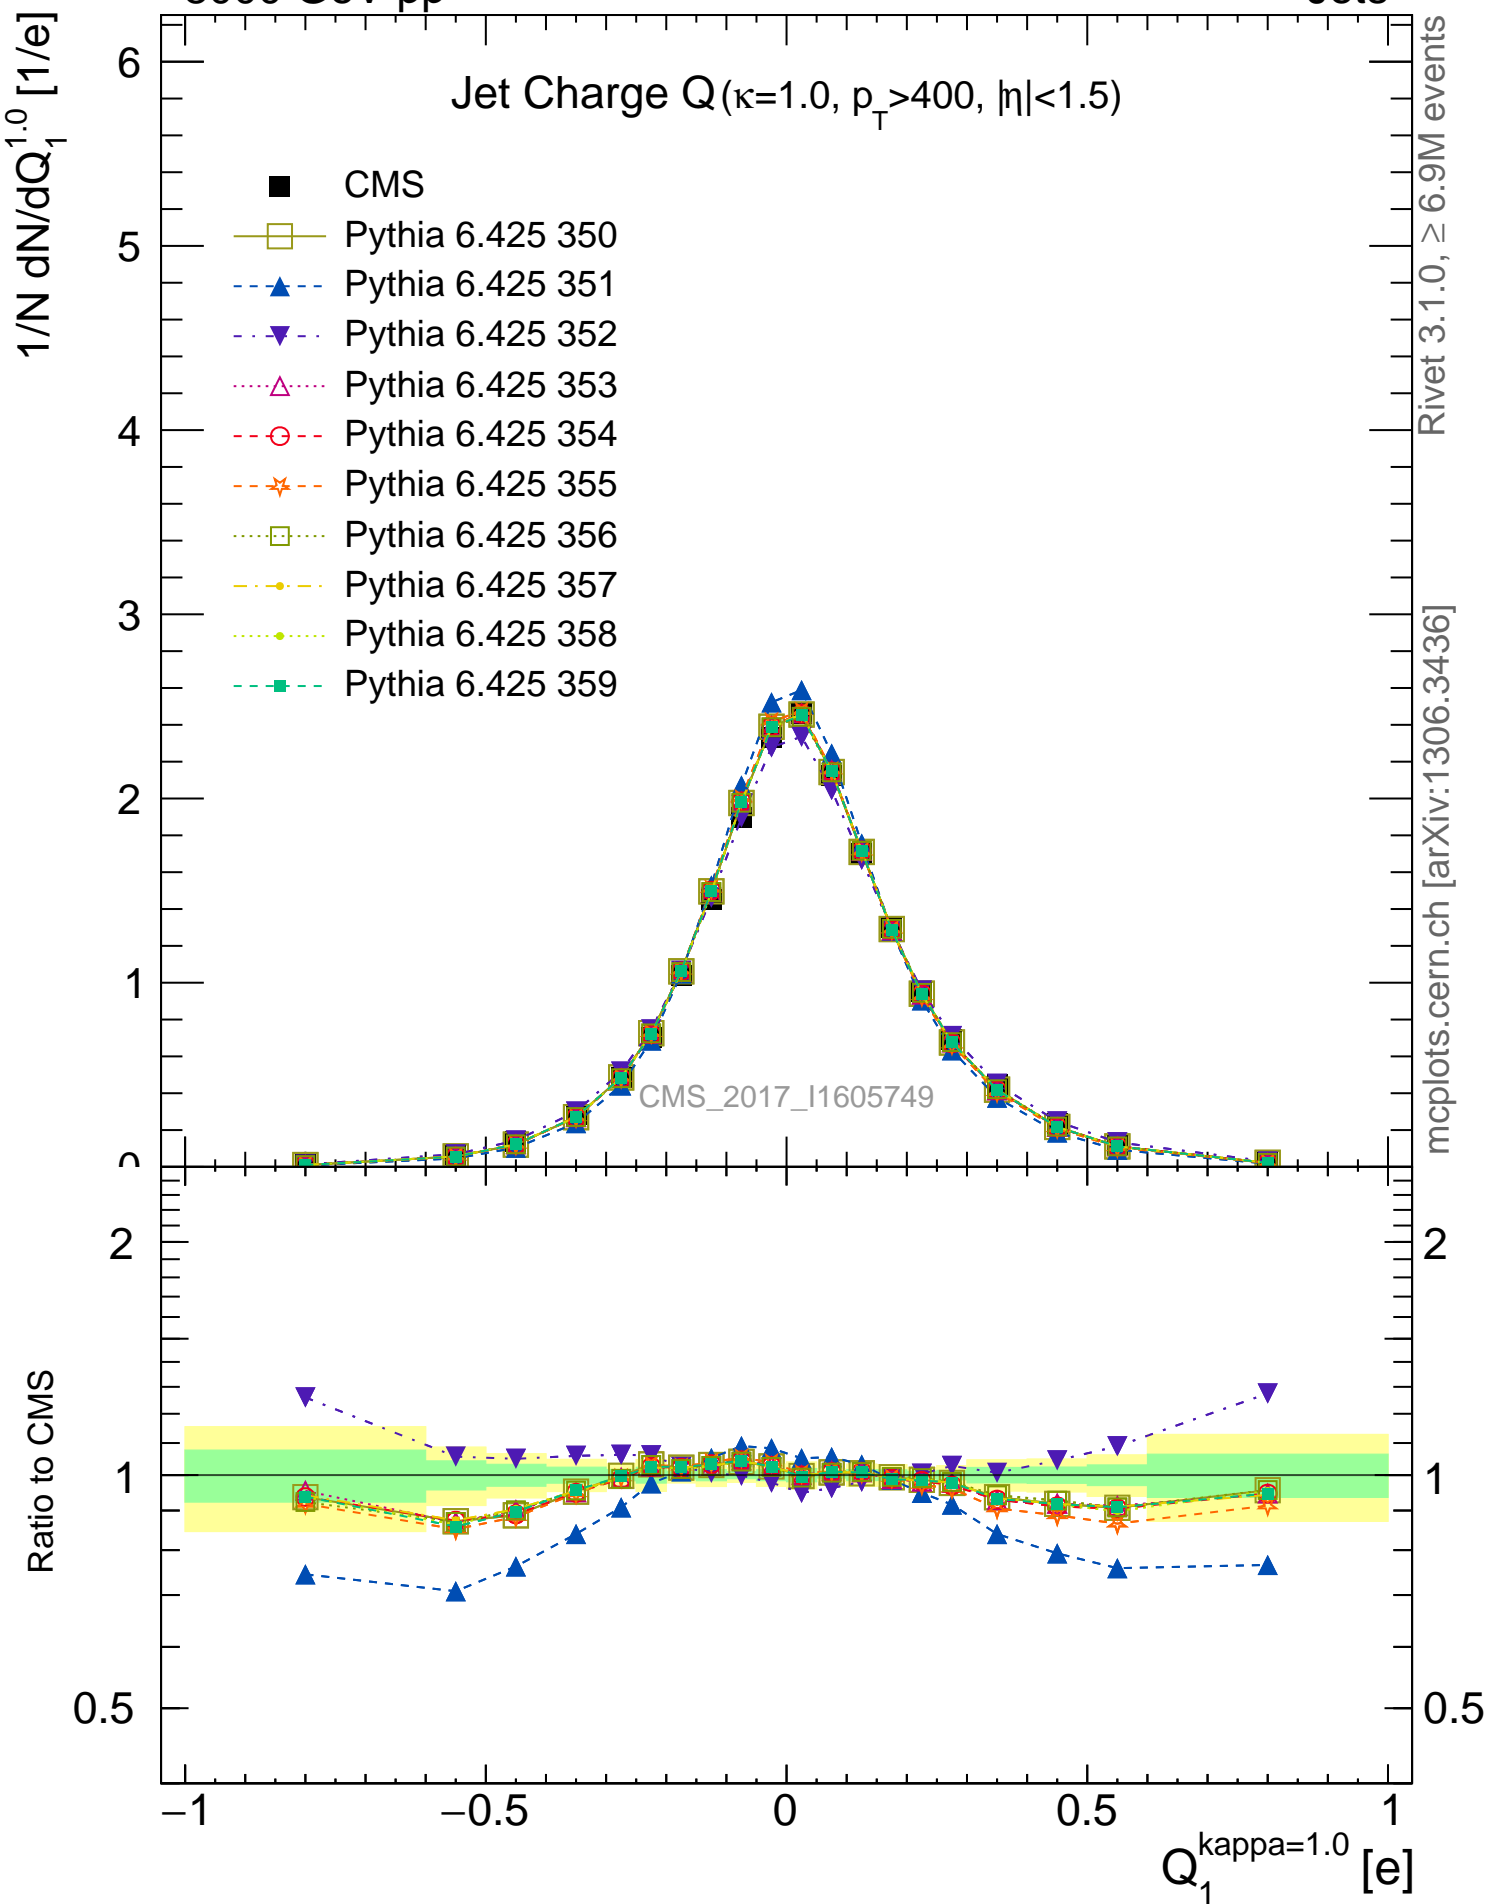 1/N dN/dQ₁^1.0 [1/e]
Jet Charge Q (κ=1.0, p_T>400, |η|<1.5)
CMS
Pythia 6.425 350
Pythia 6.425 351
Pythia 6.425 352
Pythia 6.425 353
Pythia 6.425 354
Pythia 6.425 355
Pythia 6.425 356
Pythia 6.425 357
Pythia 6.425 358
Pythia 6.425 359
6
5
4
3
2
1
0
CMS_2017_I1605749
Rivet 3.1.0, ≥ 6.9M events
mcplots.cern.ch [arXiv:1306.3436]
Ratio to CMS
2
1
0.5
2
1
0.5
−1 −0.5 0 0.5 1
Q₁^kappa=1.0 [e]